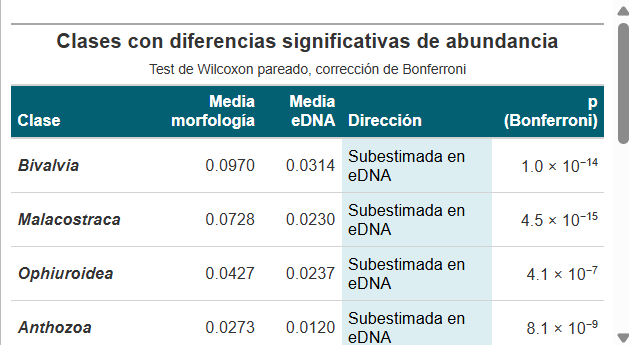 Clases con diferencias significativas de abundancia
Test de Wilcoxon pareado, corrección de Bonferroni
Clase Media morfología Media eDNA Dirección p (Bonferroni)
Bivalvia 0.0970 0.0314 Subestimada en eDNA 1.0 × 10⁻¹⁴
Malacostraca 0.0728 0.0230 Subestimada en eDNA 4.5 × 10⁻¹⁵
Ophiuroidea 0.0427 0.0237 Subestimada en eDNA 4.1 × 10⁻⁷
Anthozoa 0.0273 0.0120 Subestimada en eDNA 8.1 × 10⁻⁹